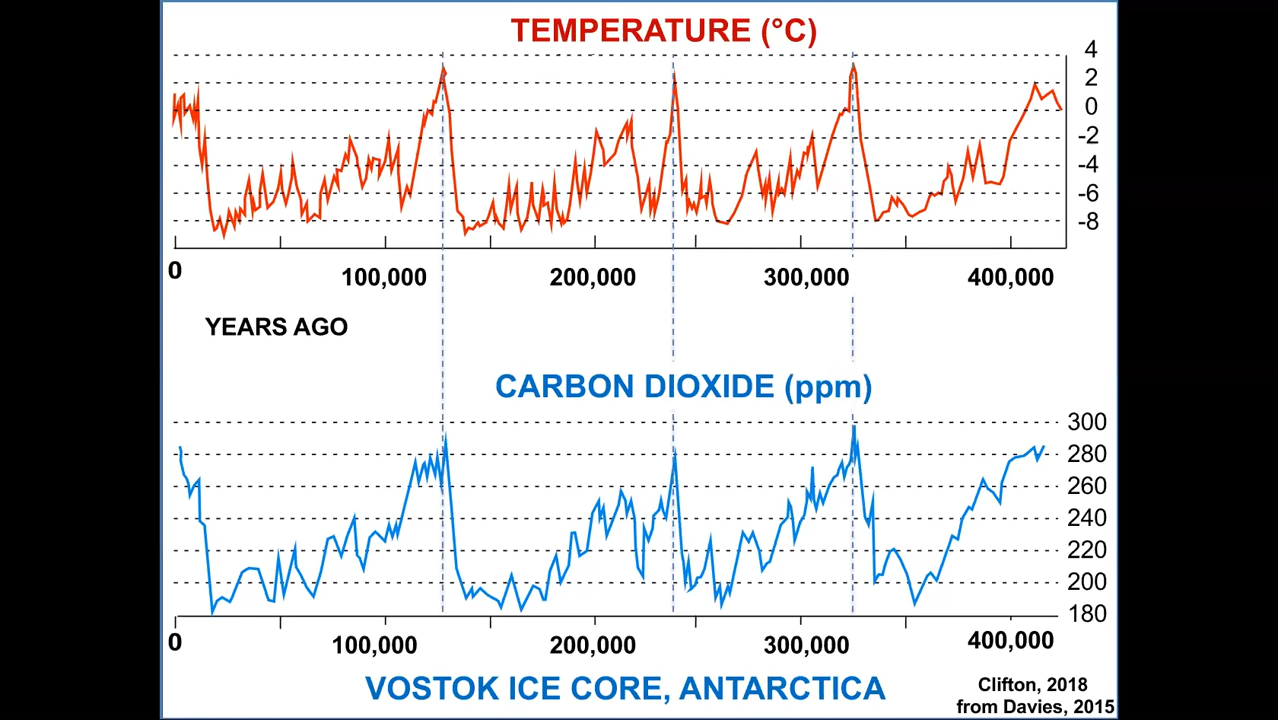 TEMPERATURE (°C)
4
2
0
-2
-4
-6
-8
0 100,000 200,000 300,000 400,000
YEARS AGO
CARBON DIOXIDE (ppm)
300
280
260
240
220
200
180
0 100,000 200,000 300,000 400,000
VOSTOK ICE CORE, ANTARCTICA
Clifton, 2018
from Davies, 2015